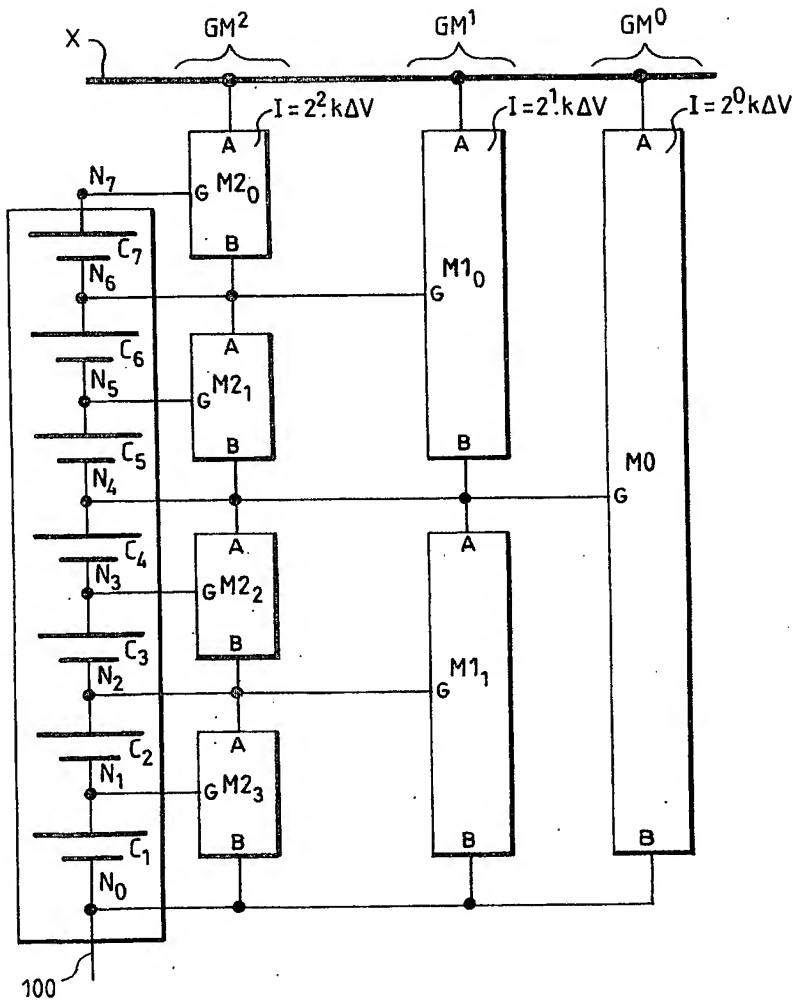 X GM² GM¹ GM⁰
I=2².kΔV I=2¹.kΔV I=2⁰.kΔV
A A A
N₇ G M2₀
B
C₇
N₆ M1₀
G
A
C₆
N₅ G M2₁
B B
C₅
N₄ M0
G
A A
C₄
N₃ G M2₂
B
C₃
N₂ M1₁
G
A
C₂
N₁ G M2₃
B B B
C₁
N₀
100